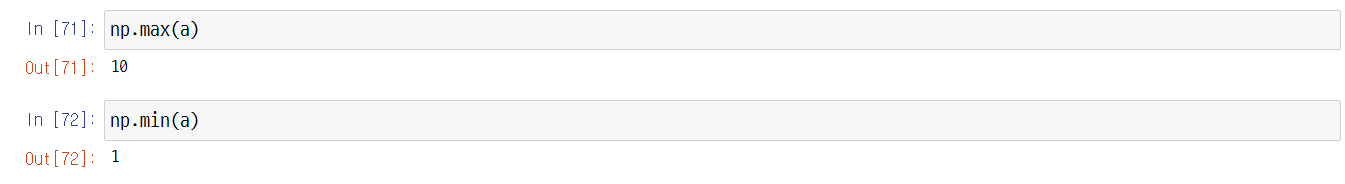 In [71]: np.max(a)
Out[71]: 10
In [72]: np.min(a)
Out[72]: 1